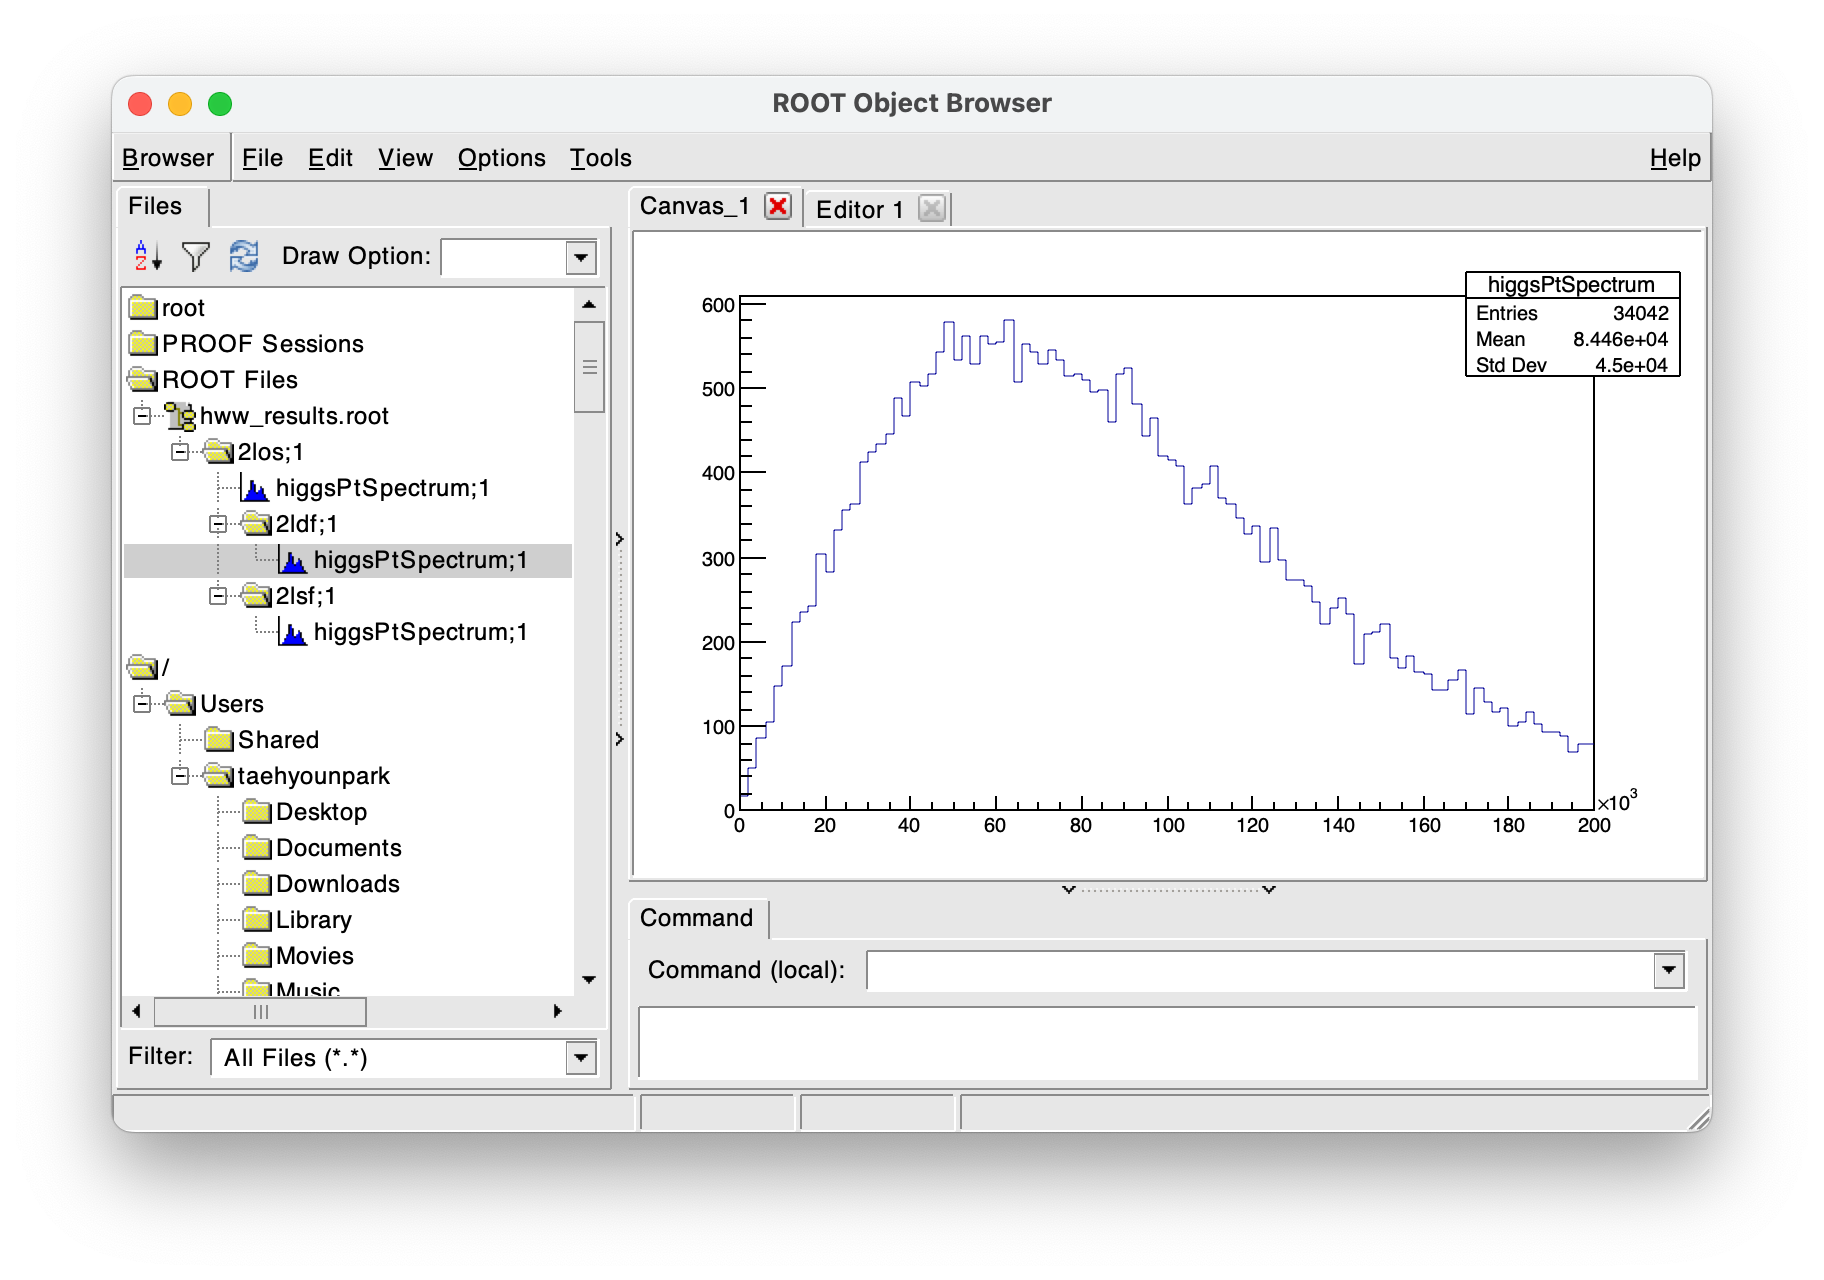 ROOT Object Browser
Browser File Edit View Options Tools Help
Files
Draw Option:
root
PROOF Sessions
ROOT Files
hww_results.root
2los;1
higgsPtSpectrum;1
2ldf;1
higgsPtSpectrum;1
2lsf;1
higgsPtSpectrum;1
/
Users
Shared
taehyounpark
Desktop
Documents
Downloads
Library
Movies
Music
Filter: All Files (*.*)
Canvas_1 Editor 1
higgsPtSpectrum
Entries 34042
Mean 8.446e+04
Std Dev 4.5e+04
600
500
400
300
200
100
0
0 20 40 60 80 100 120 140 160 180 200
×10³
Command
Command (local):